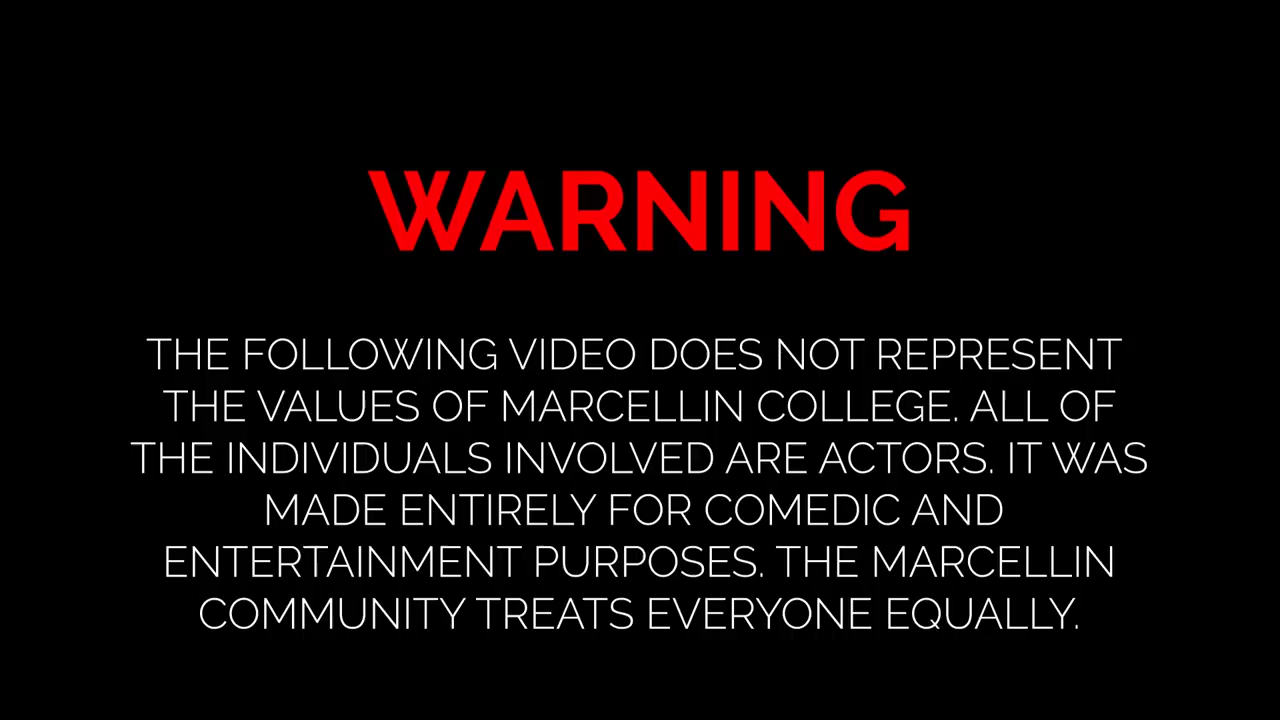 WARNING
THE FOLLOWING VIDEO DOES NOT REPRESENT
THE VALUES OF MARCELLIN COLLEGE. ALL OF
THE INDIVIDUALS INVOLVED ARE ACTORS. IT WAS
MADE ENTIRELY FOR COMEDIC AND
ENTERTAINMENT PURPOSES. THE MARCELLIN
COMMUNITY TREATS EVERYONE EQUALLY.